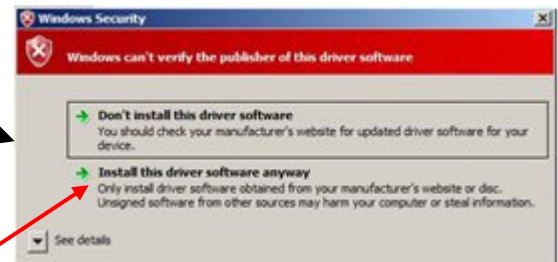 Windows Security
Windows can't verify the publisher of this driver software
Don't install this driver software
You should check your manufacturer's website for updated driver software for your
device.
Install this driver software anyway
Only install driver software obtained from your manufacturer's website or disc.
Unsigned software from other sources may harm your computer or steal information.
See details